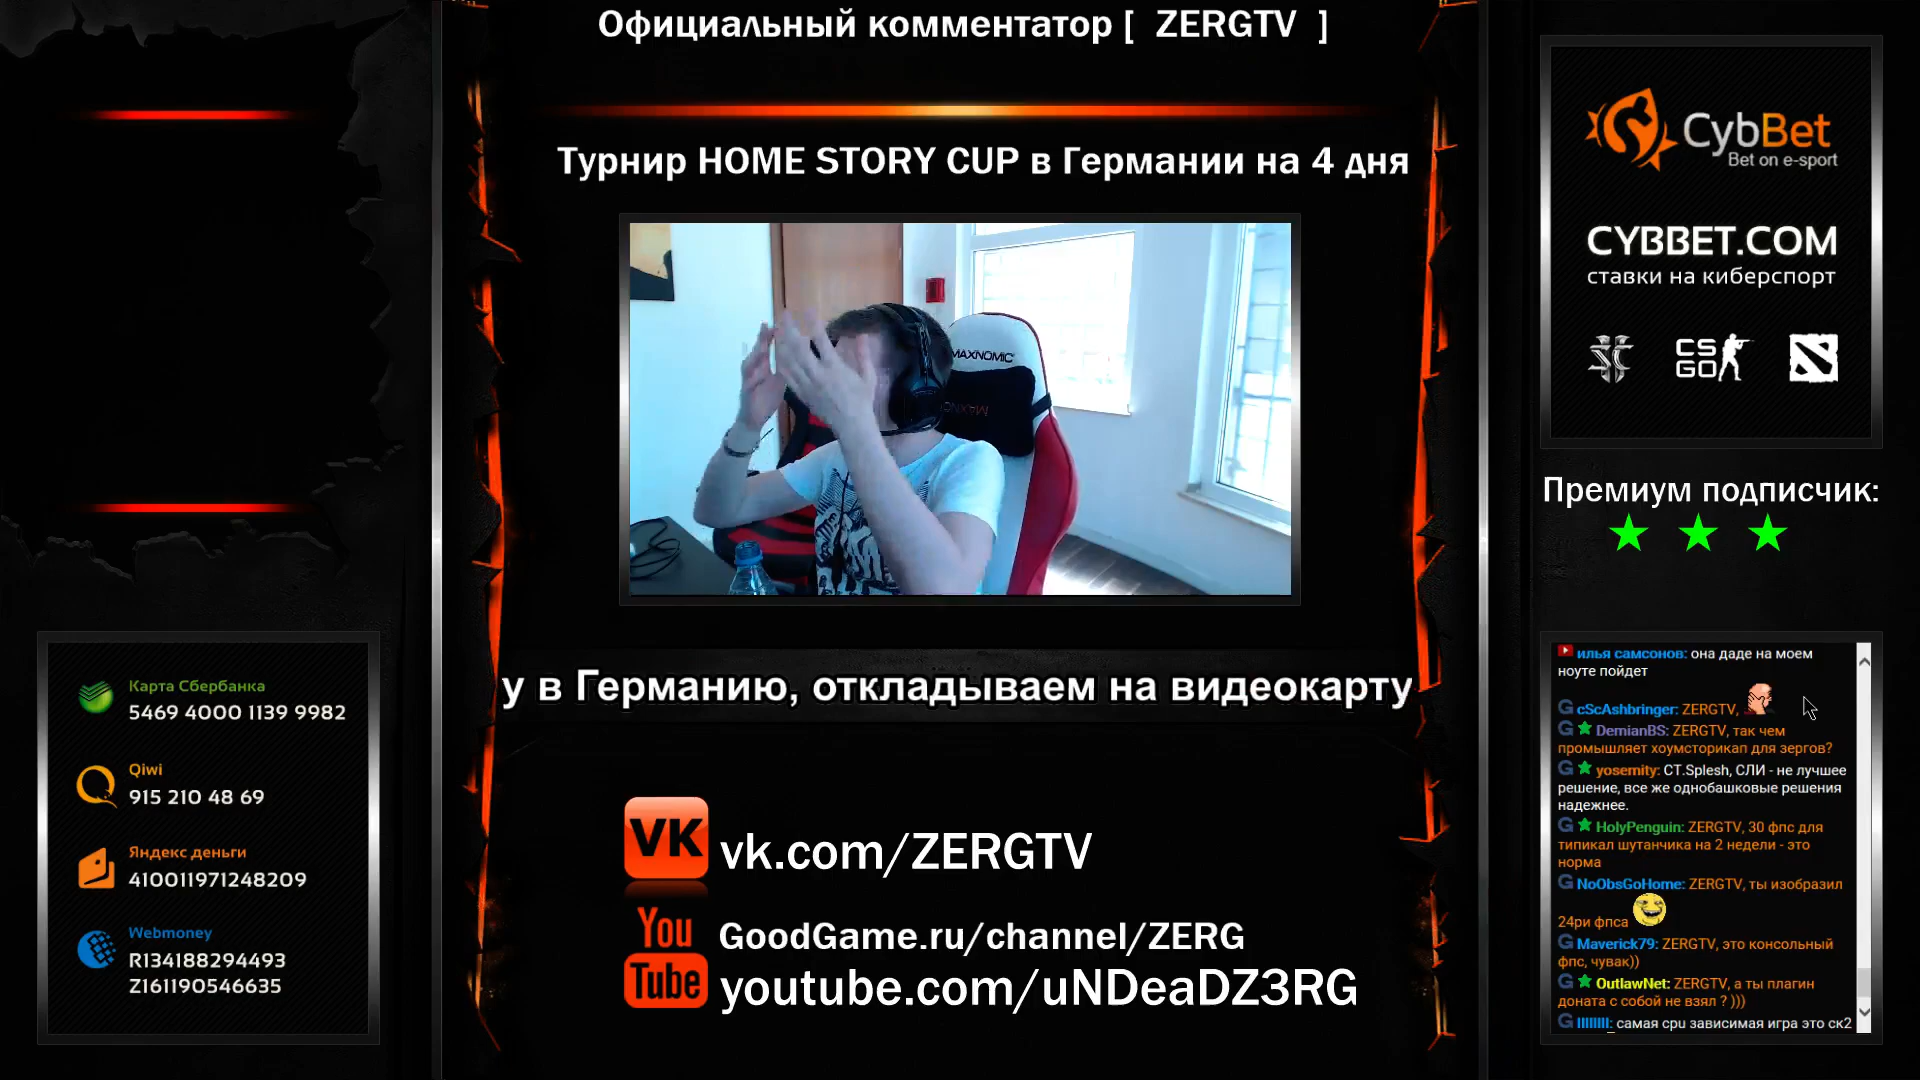 Официальный комментатор [ ZERGTV ]
Турнир HOME STORY CUP в Германии на 4 дня
MAXNOMIC
у в Германию, откладываем на видеокарту
VK vk.com/ZERGTV
You
Tube
GoodGame.ru/channel/ZERG
youtube.com/uNDeaDZ3RG
Карта Сбербанка
5469 4000 1139 9982
Qiwi
915 210 48 69
Яндекс деньги
410011971248209
Webmoney
R134188294493
Z161190546635
CybBet
Bet on e-sport
CYBBET.COM
ставки на киберспорт
CS
GO
Премиум подписчик:
илья самсонов: она даде на моем
ноуте пойдет
cScAshbringer: ZERGTV,
DemianBS: ZERGTV, так чем
промышляет хоумсторикап для зергов?
yosemity: CT.Splesh, СЛИ - не лучшее
решение, все же однобашковые решения
надежнее.
HolyPenguin: ZERGTV, 30 фпс для
типикал шутанчика на 2 недели - это
норма
NoObsGoHome: ZERGTV, ты изобразил
24ри фпса
Maverick79: ZERGTV, это консольный
фпс, чувак))
OutlawNet: ZERGTV, а ты плагин
доната с собой не взял ? )))
llllllll: самая cpu зависимая игра это ск2